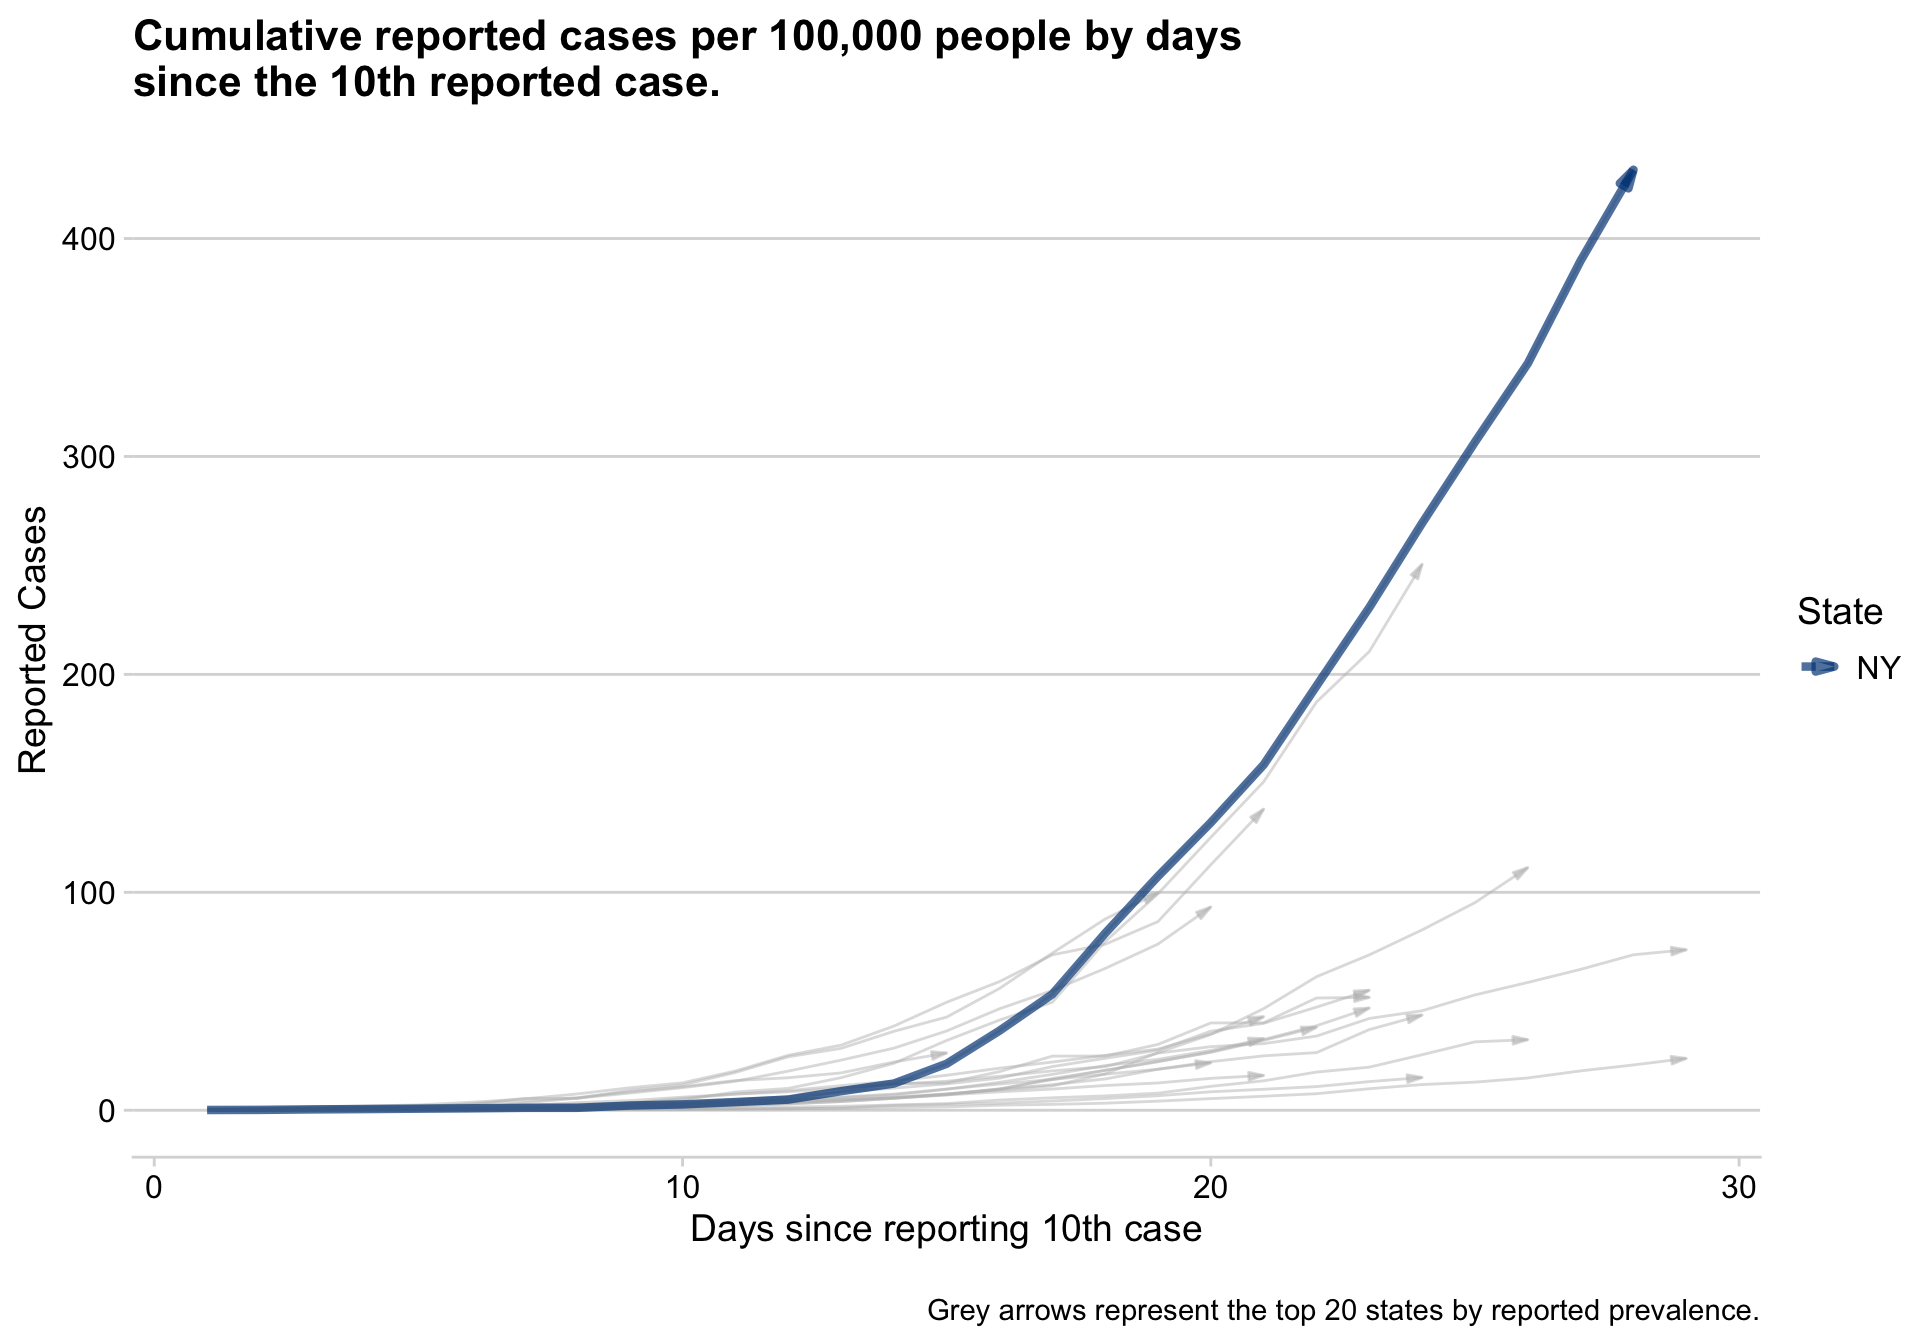 Cumulative reported cases per 100,000 people by days
since the 10th reported case.
400
300
200
100
0
Reported Cases
0 10 20 30
Days since reporting 10th case
State
NY
Grey arrows represent the top 20 states by reported prevalence.